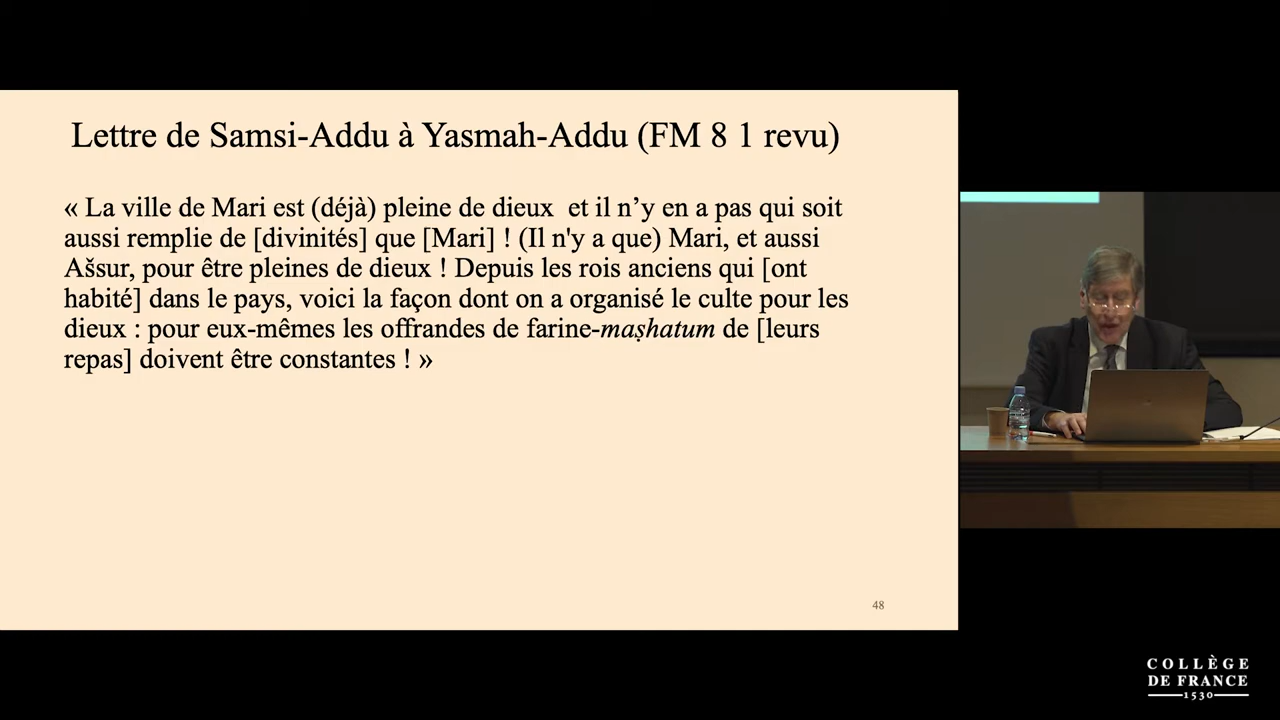 Lettre de Samsi-Addu à Yasmah-Addu (FM 8 1 revu)
« La ville de Mari est (déjà) pleine de dieux  et il n’y en a pas qui soit
aussi remplie de [divinités] que [Mari] ! (Il n'y a que) Mari, et aussi
Aššur, pour être pleines de dieux ! Depuis les rois anciens qui [ont
habité] dans le pays, voici la façon dont on a organisé le culte pour les
dieux : pour eux-mêmes les offrandes de farine-maṣhatum de [leurs
repas] doivent être constantes ! »
48
COLLÈGE
DE FRANCE
1530